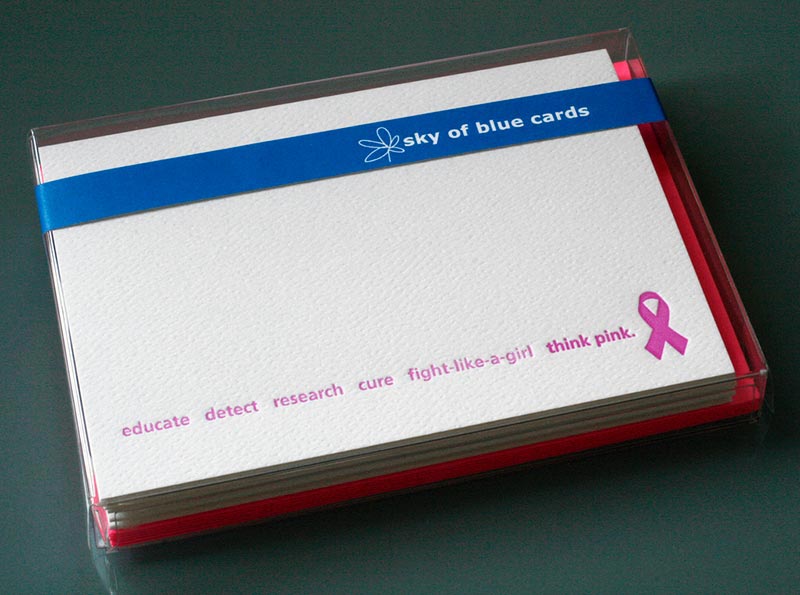 sky of blue cards
educate detect research cure fight-like-a-girl think pink.